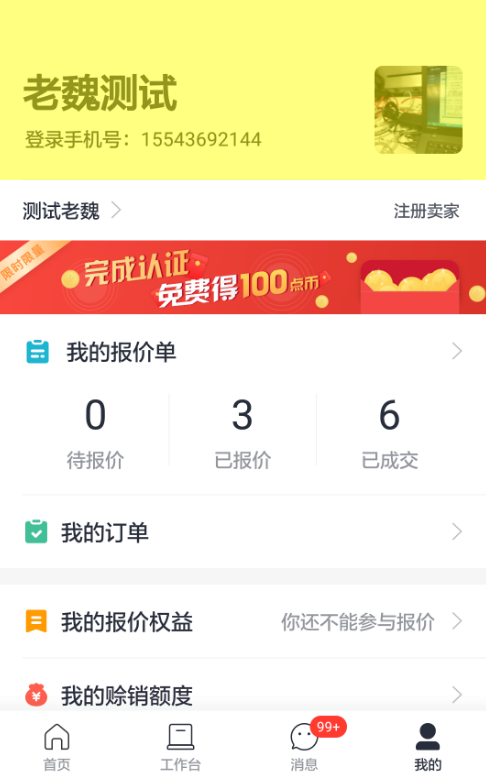 老魏测试
登录手机号：15543692144
测试老魏
注册卖家
限时限量
完成认证
免费得100点币
我的报价单
0
3
6
待报价
已报价
已成交
我的订单
我的报价权益
你还不能参与报价
我的赊销额度
99+
首页
工作台
消息
我的